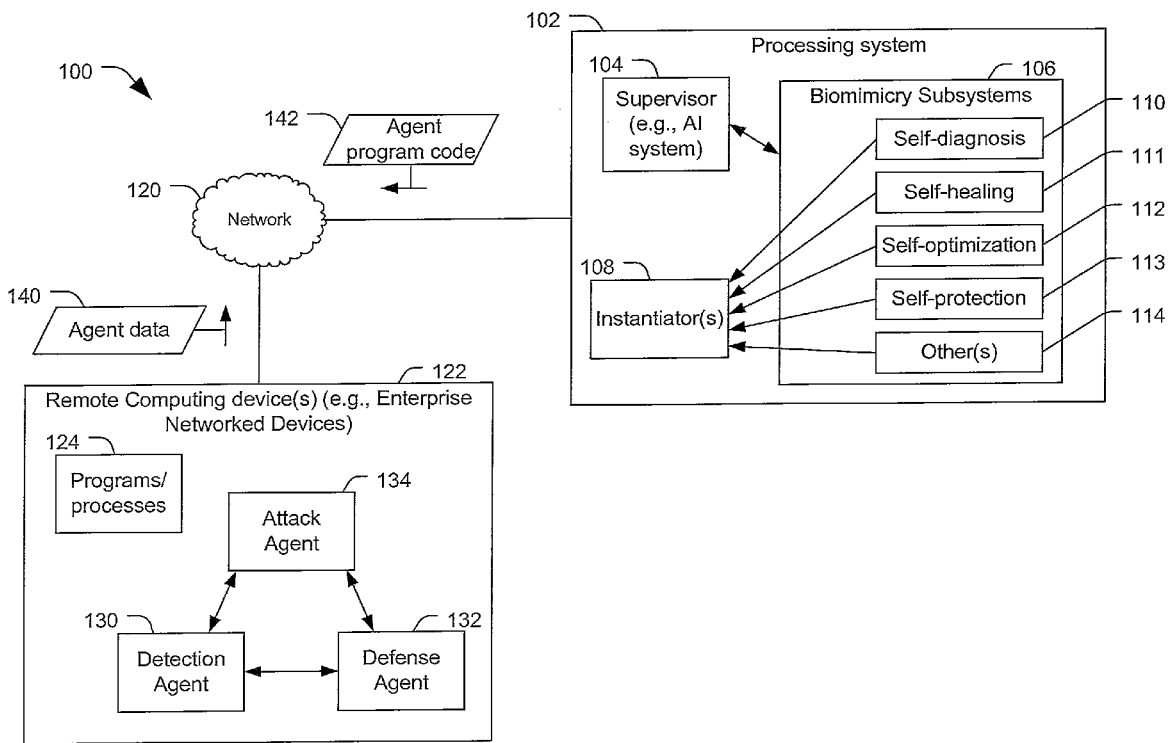 100
102
Processing system
104
Supervisor
(e.g., AI
system)
106
Biomimicry Subsystems
Self-diagnosis
110
Self-healing
111
Self-optimization
112
Self-protection
113
Other(s)
114
108
Instantiator(s)
142
Agent
program code
120
Network
140
Agent data
122
Remote Computing device(s) (e.g., Enterprise
Networked Devices)
124
Programs/
processes
134
Attack
Agent
130
Detection
Agent
132
Defense
Agent